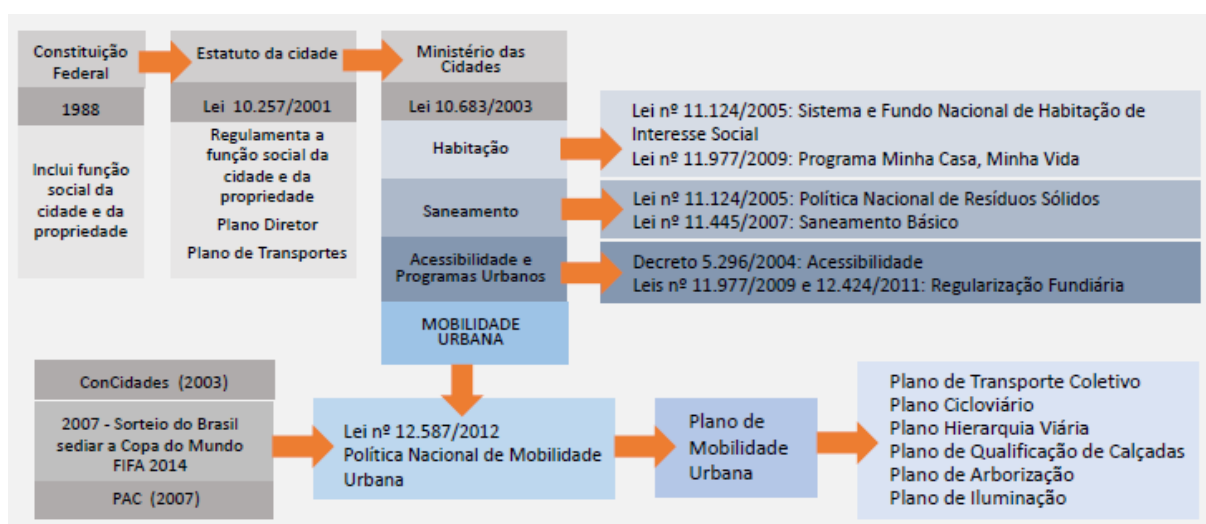 Constituição
Federal
1988
Inclui função
social da
cidade e da
propriedade
Estatuto da cidade
Lei 10.257/2001
Regulamenta a
função social da
cidade e da
propriedade
Plano Diretor
Plano de Transportes
Ministério das
Cidades
Lei 10.683/2003
Habitação
Saneamento
Acessibilidade e
Programas Urbanos
MOBILIDADE
URBANA
Lei nº 11.124/2005: Sistema e Fundo Nacional de Habitação de
Interesse Social
Lei nº 11.977/2009: Programa Minha Casa, Minha Vida
Lei nº 11.124/2005: Política Nacional de Resíduos Sólidos
Lei nº 11.445/2007: Saneamento Básico
Decreto 5.296/2004: Acessibilidade
Leis nº 11.977/2009 e 12.424/2011: Regularização Fundiária
ConCidades (2003)
2007 - Sorteio do Brasil
sediar a Copa do Mundo
FIFA 2014
PAC (2007)
Lei nº 12.587/2012
Política Nacional de Mobilidade
Urbana
Plano de
Mobilidade
Urbana
Plano de Transporte Coletivo
Plano Cicloviário
Plano Hierarquia Viária
Plano de Qualificação de Calçadas
Plano de Arborização
Plano de Iluminação